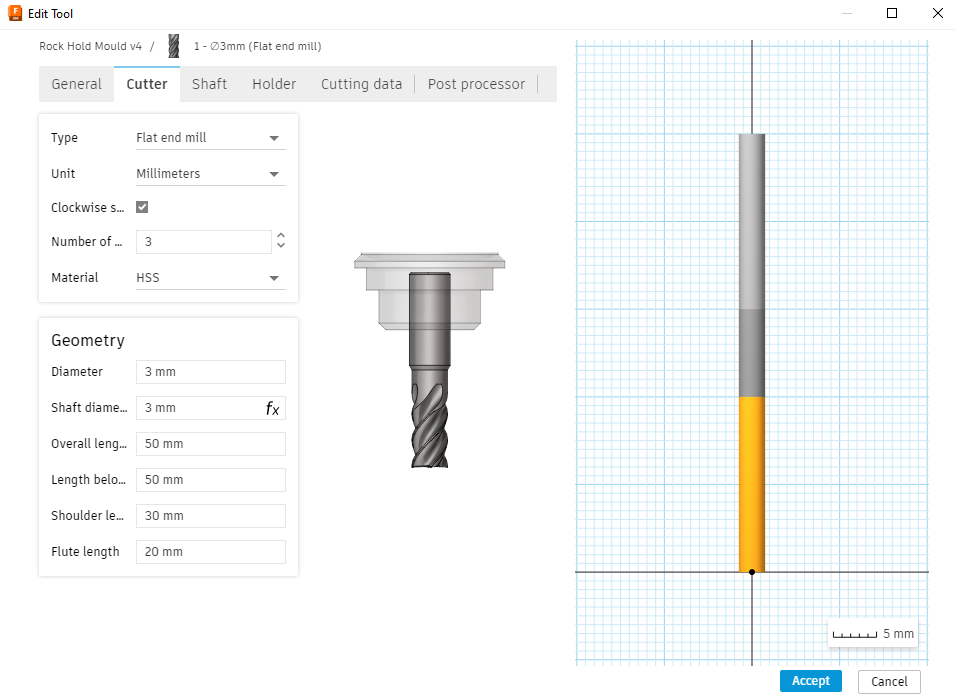 Edit Tool
Rock Hold Mould v4 / 1 - ∅3mm (Flat end mill)
General Cutter Shaft Holder Cutting data Post processor
Type Flat end mill
Unit Millimeters
Clockwise s...
Number of ... 3
Material HSS
Geometry
Diameter 3 mm
Shaft diame... 3 mm fx
Overall leng... 50 mm
Length belo... 50 mm
Shoulder le... 30 mm
Flute length 20 mm
5 mm
Accept Cancel